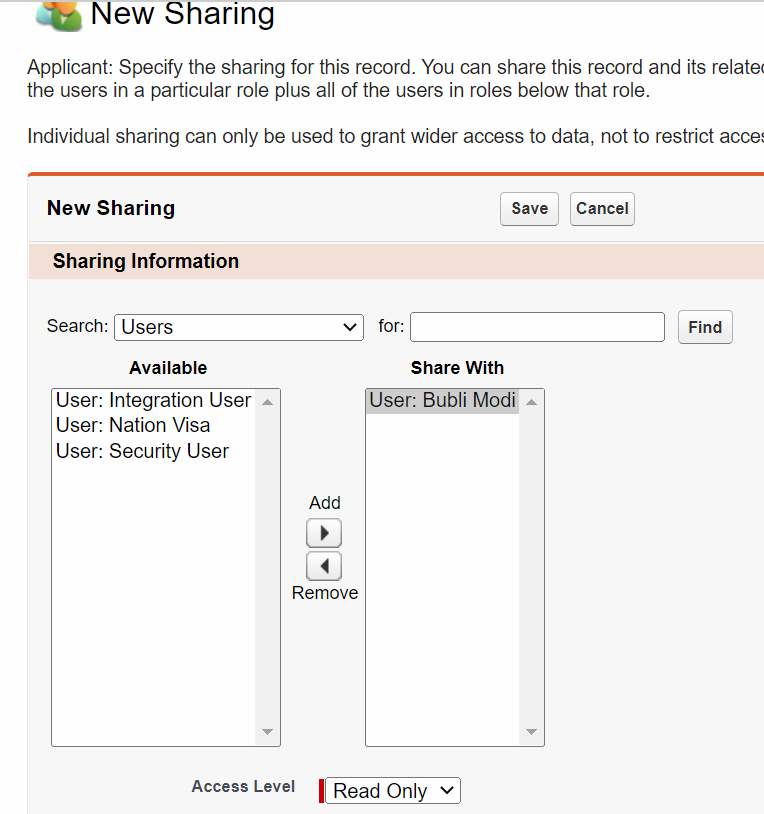 New Sharing
Applicant: Specify the sharing for this record. You can share this record and its
the users in a particular role plus all of the users in roles below that role.
Individual sharing can only be used to grant wider access to data, not to restrict
New Sharing
Save Cancel
Sharing Information
Search: Users for: Find
Available Share With
User: Integration User User: Bubli Modi
User: Nation Visa
User: Security User
Add
Remove
Access Level Read Only